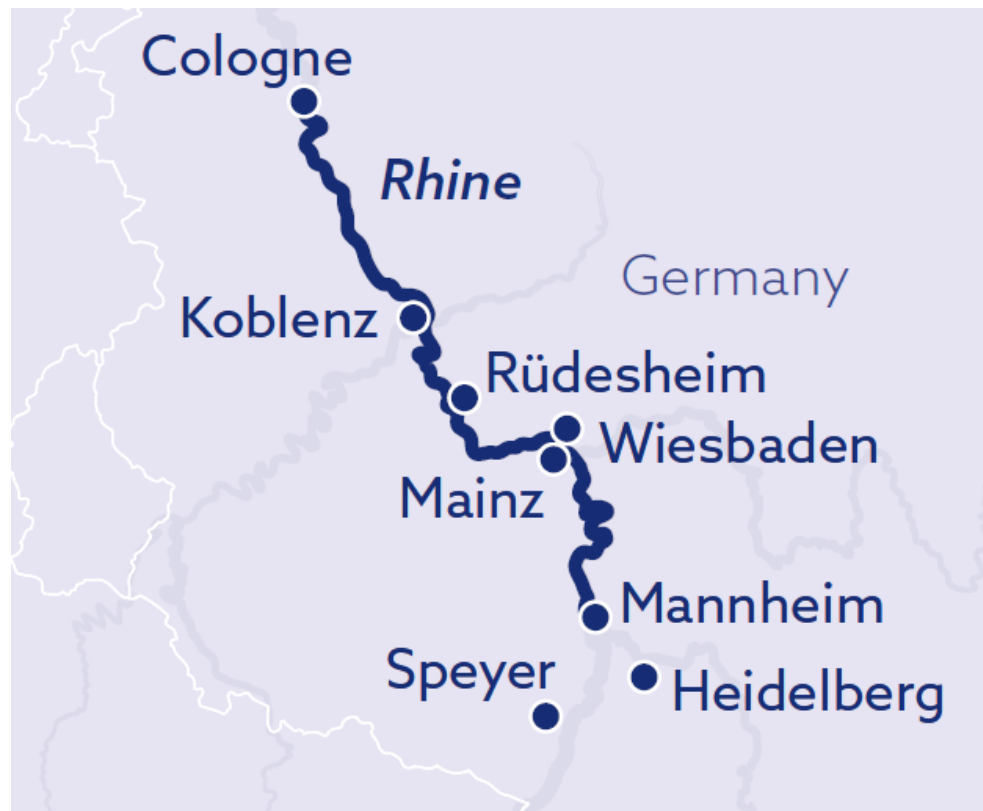 Cologne
Rhine
Germany
Koblenz
Rüdesheim
Wiesbaden
Mainz
Mannheim
Speyer
Heidelberg